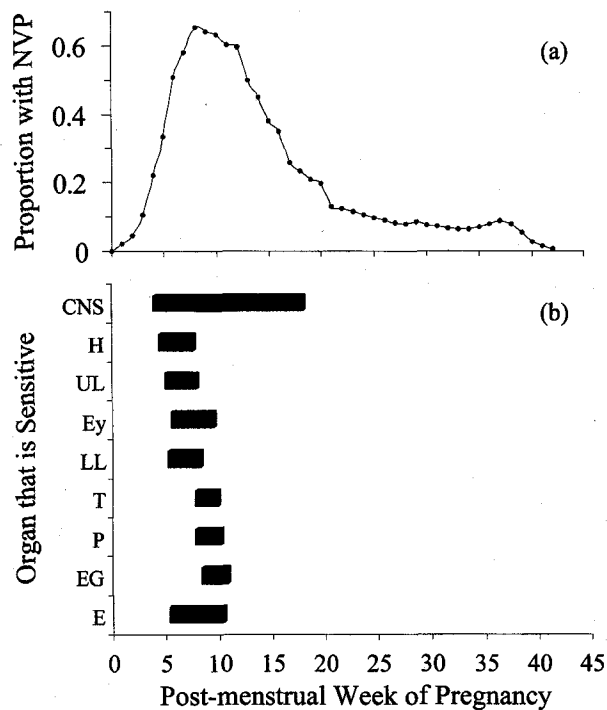 Proportion with NVP
0.6
0.4
0.2
0
(a)
Organ that is Sensitive
CNS
H
UL
Ey
LL
T
P
EG
E
(b)
0 5 10 15 20 25 30 35 40
Post-menstrual Week of Pregnancy